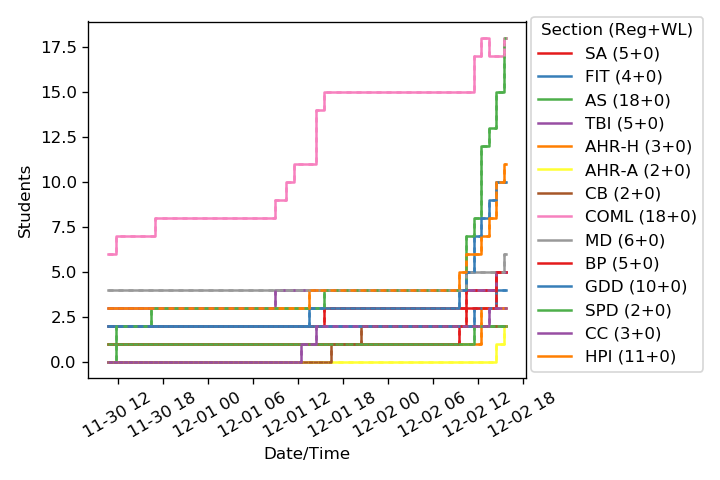 Section (Reg+WL)
SA (5+0)
FIT (4+0)
AS (18+0)
TBI (5+0)
AHR-H (3+0)
AHR-A (2+0)
CB (2+0)
COML (18+0)
MD (6+0)
BP (5+0)
GDD (10+0)
SPD (2+0)
CC (3+0)
HPI (11+0)
17.5
15.0
12.5
10.0
7.5
5.0
2.5
0.0
Students
11-30 12
11-30 18
12-01 00
12-01 06
12-01 12
12-01 18
12-02 00
12-02 06
12-02 12
12-02 18
Date/Time